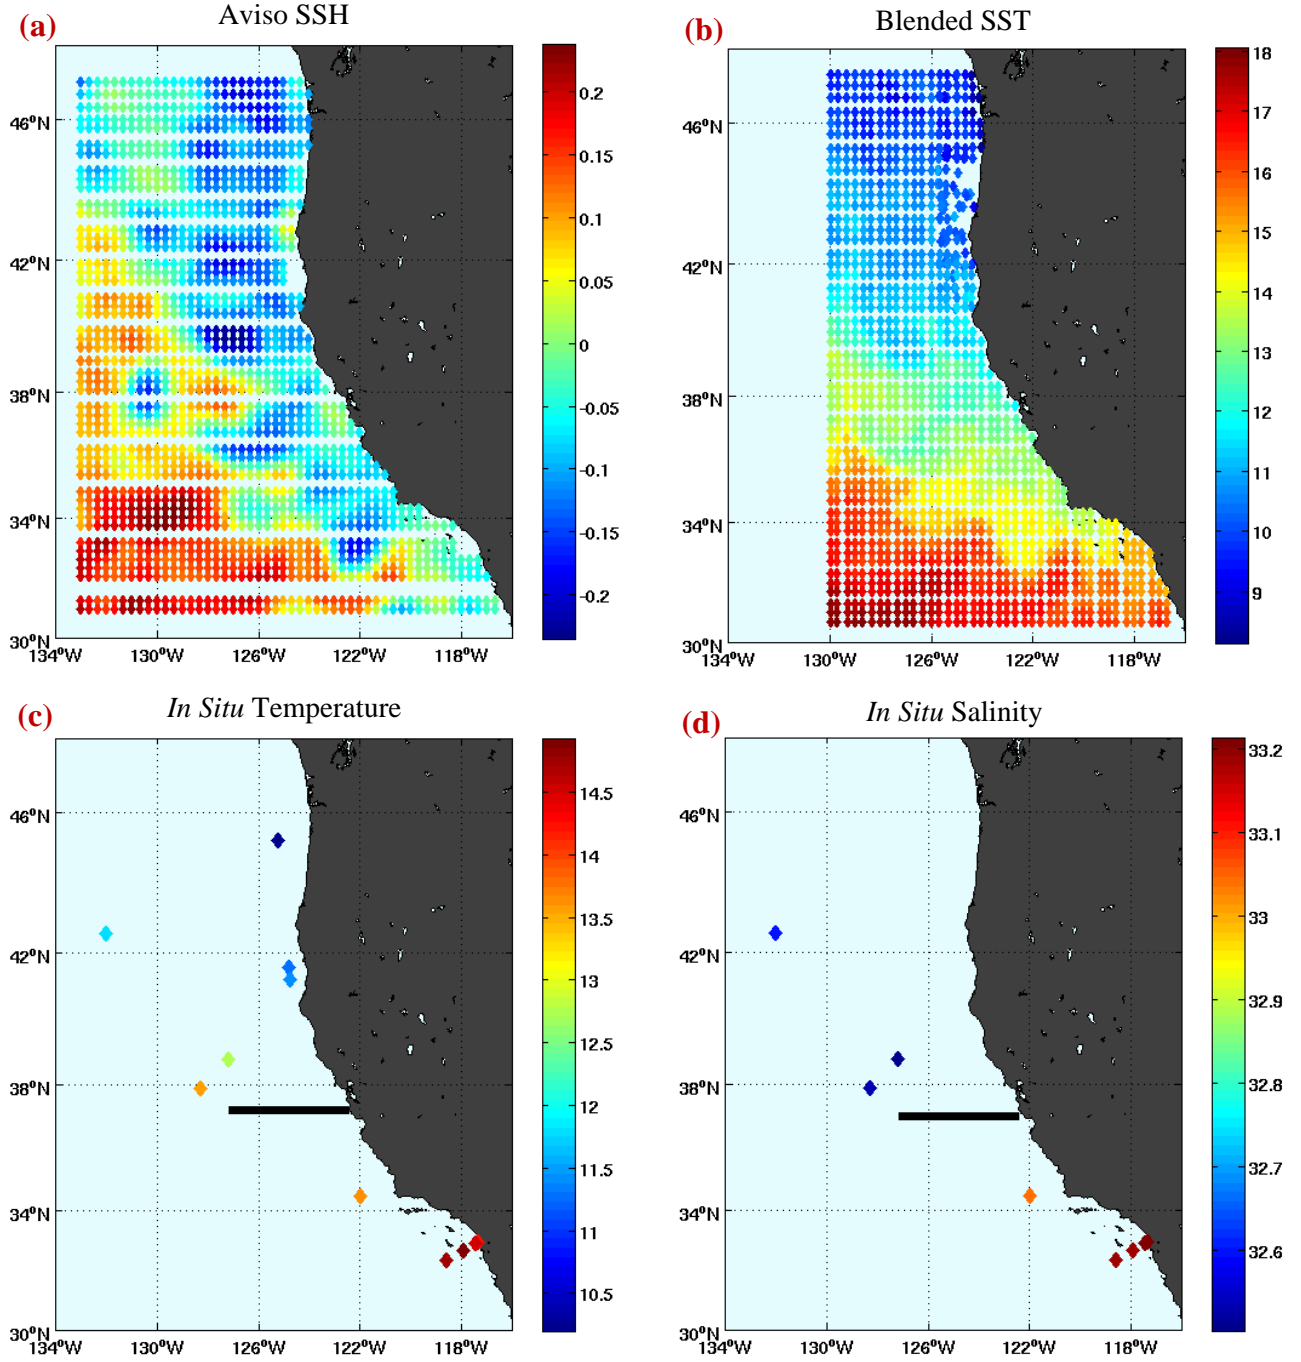 (a)
Aviso SSH
46°N
42°N
38°N
34°N
30°N
134°W
130°W
126°W
122°W
118°W
0.2
0.15
0.1
0.05
0
-0.05
-0.1
-0.15
-0.2
(b)
Blended SST
46°N
42°N
38°N
34°N
30°N
134°W
130°W
126°W
122°W
118°W
18
17
16
15
14
13
12
11
10
9
(c)
In Situ Temperature
46°N
42°N
38°N
34°N
30°N
134°W
130°W
126°W
122°W
118°W
14.5
14
13.5
13
12.5
12
11.5
11
10.5
(d)
In Situ Salinity
46°N
42°N
38°N
34°N
30°N
134°W
130°W
126°W
122°W
118°W
33.2
33.1
33
32.9
32.8
32.7
32.6